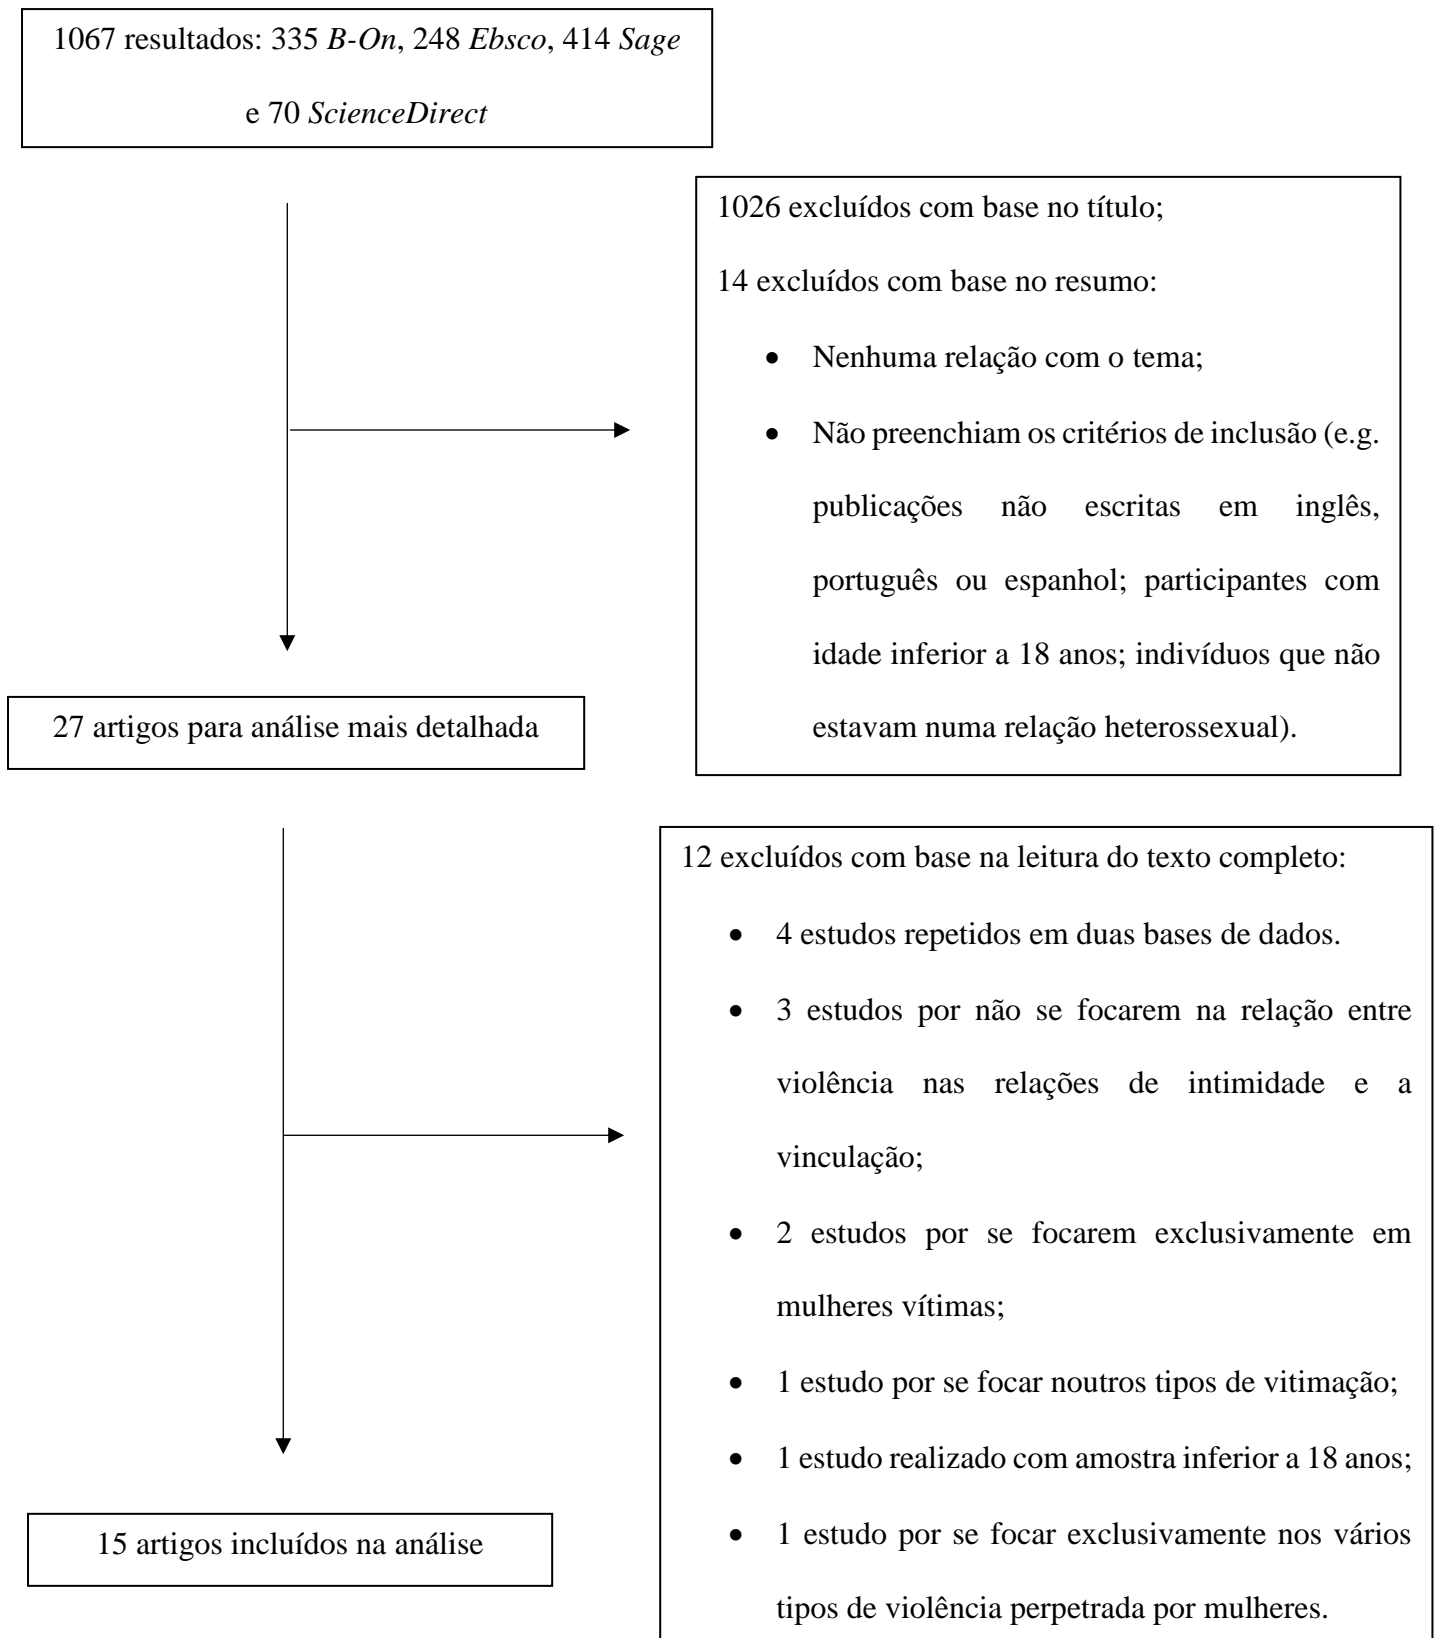 1067 resultados: 335 B-On, 248 Ebsco, 414 Sage
e 70 ScienceDirect
1026 excluídos com base no título;
14 excluídos com base no resumo:
• Nenhuma relação com o tema;
• Não preenchiam os critérios de inclusão (e.g.
publicações não escritas em inglês,
português ou espanhol; participantes com
idade inferior a 18 anos; indivíduos que não
estavam numa relação heterossexual).
27 artigos para análise mais detalhada
12 excluídos com base na leitura do texto completo:
• 4 estudos repetidos em duas bases de dados.
• 3 estudos por não se focarem na relação entre
violência nas relações de intimidade e a
vinculação;
• 2 estudos por se focarem exclusivamente em
mulheres vítimas;
• 1 estudo por se focar noutros tipos de vitimação;
• 1 estudo realizado com amostra inferior a 18 anos;
• 1 estudo por se focar exclusivamente nos vários
tipos de violência perpetrada por mulheres.
15 artigos incluídos na análise